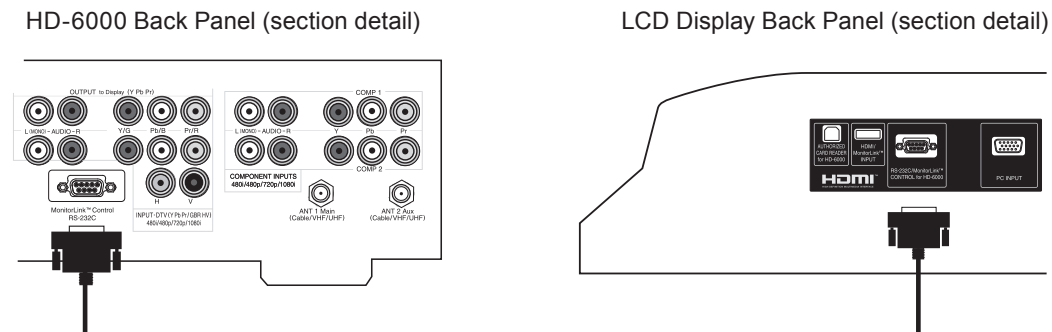 HD-6000 Back Panel (section detail)
LCD Display Back Panel (section detail)
OUTPUT to Display (Y Pb Pr)
L (MONO) – AUDIO – R
Y/G
Pb/B
Pr/R
COMP 1
L (MONO) – AUDIO – R
Y
Pb
Pr
COMP 2
COMPONENT INPUTS
480i/480p/720p/1080i
MonitorLink™ Control
RS-232C
H
V
INPUT-DTV (Y Pb Pr/GBR HV)
480i/480p/720p/1080i
ANT 1 Main
(Cable/VHF/UHF)
ANT 2 Aux
(Cable/VHF/UHF)
AUTHORIZED
CARD READER
for HD-6000
HDMI/
MonitorLink™
INPUT
HDMI
HIGH-DEFINITION MULTIMEDIA INTERFACE
RS-232C/MonitorLink™
CONTROL for HD-6000
PC INPUT